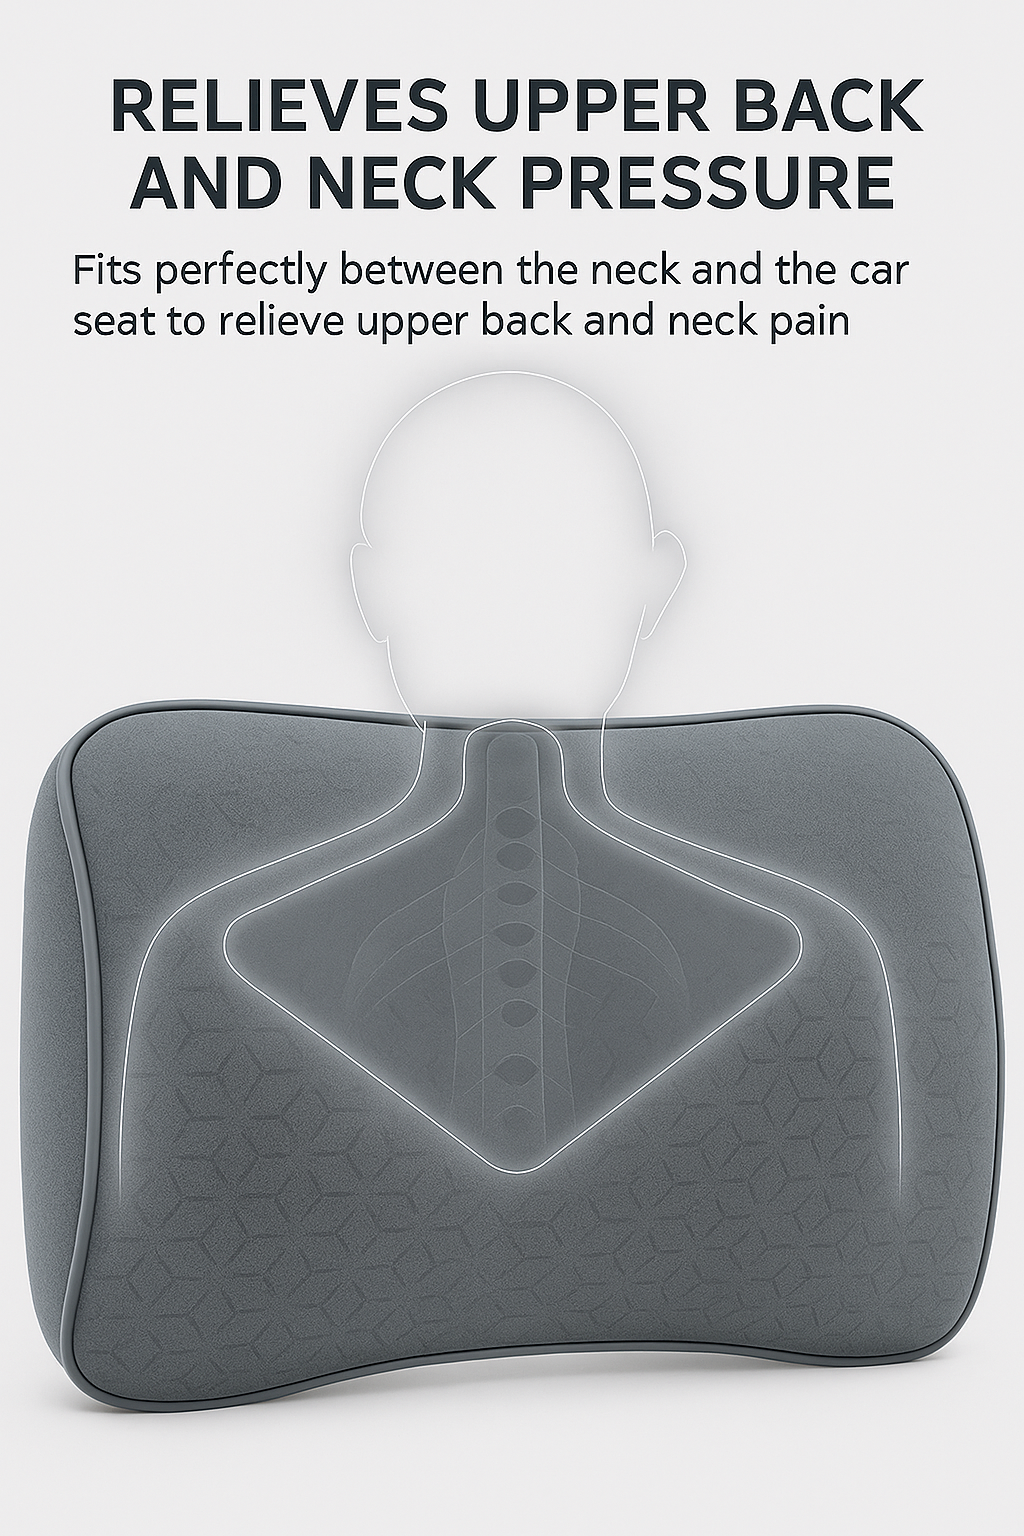 RELIEVES UPPER BACK
AND NECK PRESSURE
Fits perfectly between the neck and the car
seat to relieve upper back and neck pain